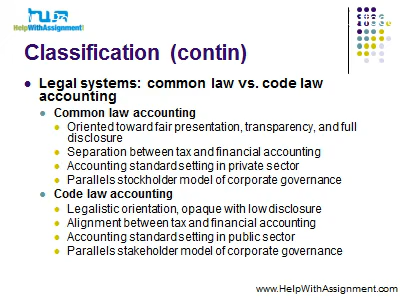 HelpWithAssignment.com
Classification (contin)
Legal systems: common law vs. code law
accounting
Common law accounting
Oriented toward fair presentation, transparency, and full
disclosure
Separation between tax and financial accounting
Accounting standard setting in private sector
Parallels stockholder model of corporate governance
Code law accounting
Legalistic orientation, opaque with low disclosure
Alignment between tax and financial accounting
Accounting standard setting in public sector
Parallels stakeholder model of corporate governance
www.HelpWithAssignment.com